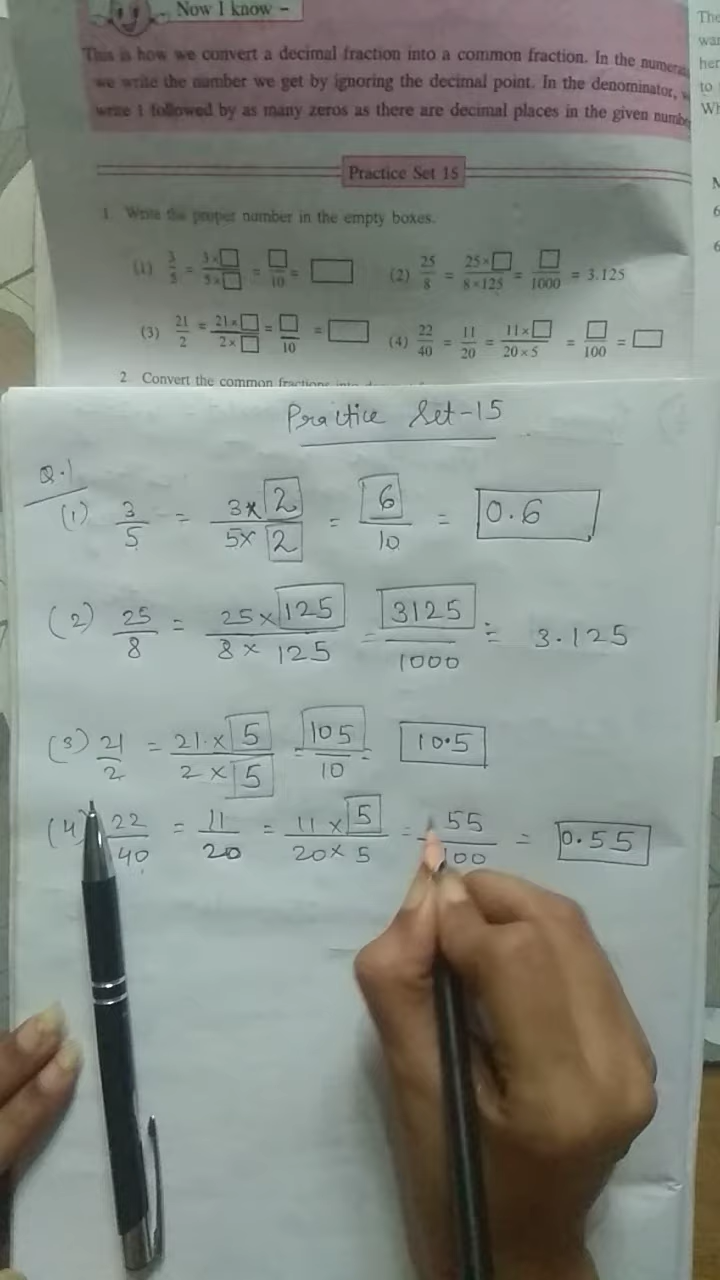 Now I know -
This is how we convert a decimal fraction into a common fraction. In the
we write the number we get by ignoring the decimal point. In the denominator,
write 1 followed by as many zeros as there are decimal places in the given
The
her
to
Practice Set 15
1. Write the proper number in the empty boxes.
(1) 3/5 = 3×□/5×□ = □/10 = □ (2) 25/8 = 25×□/8×125 = □/1000 = 3.125
(3) 21/2 = 21×□/2×□ = □/10 = □ (4) 22/40 = 11/20 = 11×□/20×5 = □/100 = □
2. Convert the common fractions into
Practice Set-15
Q.1
(1) 3/5 = 3×2/5×2 = 6/10 = 0.6
(2) 25/8 = 25×125/8×125 = 3125/1000 = 3.125
(3) 21/2 = 21×5/2×5 = 105/10 = 10.5
(4) 22/40 = 11/20 = 11×5/20×5 = 55/100 = 0.55